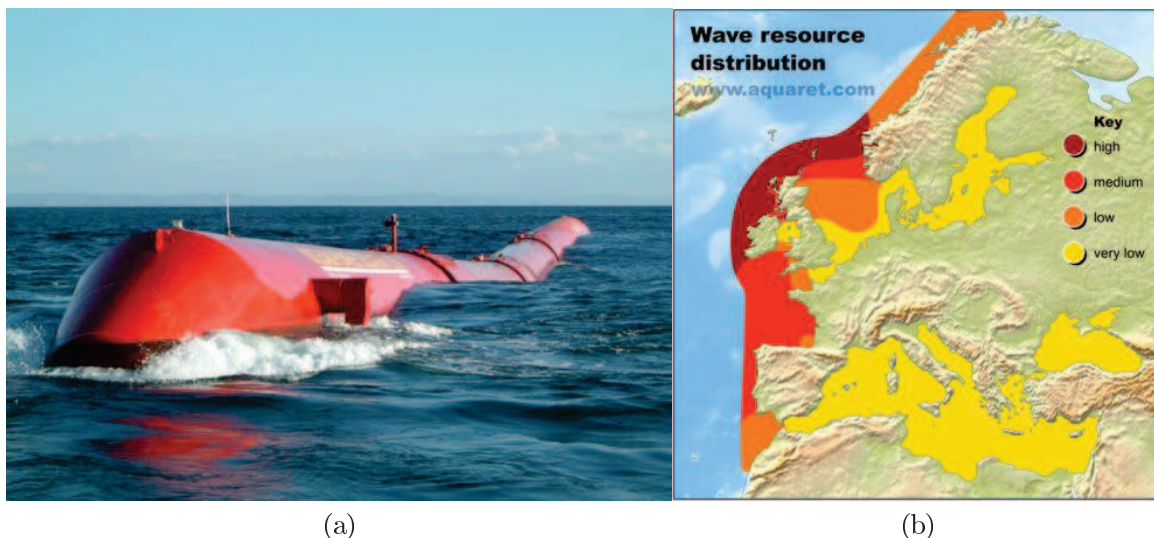 Wave resource
distribution
www.aquaret.com
Key
high
medium
low
very low
(a)
(b)